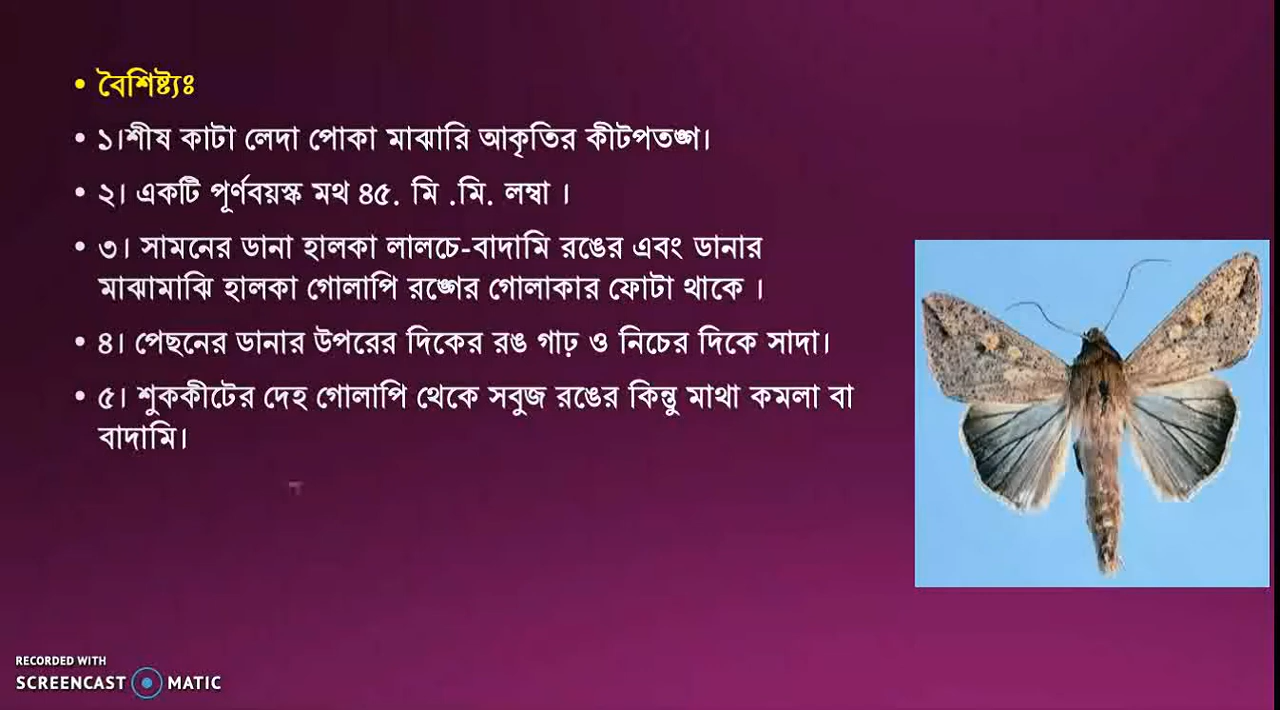 • বৈশিষ্ট্যঃ
• ১।শীষ কাটা লেদা পোকা মাঝারি আকৃতির কীটপতঙ্গ।
• ২। একটি পূর্ণবয়স্ক মথ ৪৫. মি .মি. লম্বা ।
• ৩। সামনের ডানা হালকা লালচে-বাদামি রঙের এবং ডানার
মাঝামাঝি হালকা গোলাপি রঙ্গের গোলাকার ফোটা থাকে ।
• ৪। পেছনের ডানার উপরের দিকের রঙ গাঢ় ও নিচের দিকে সাদা।
• ৫। শুককীটের দেহ গোলাপি থেকে সবুজ রঙের কিন্তু মাথা কমলা বা
বাদামি।
RECORDED WITH
SCREENCAST MATIC